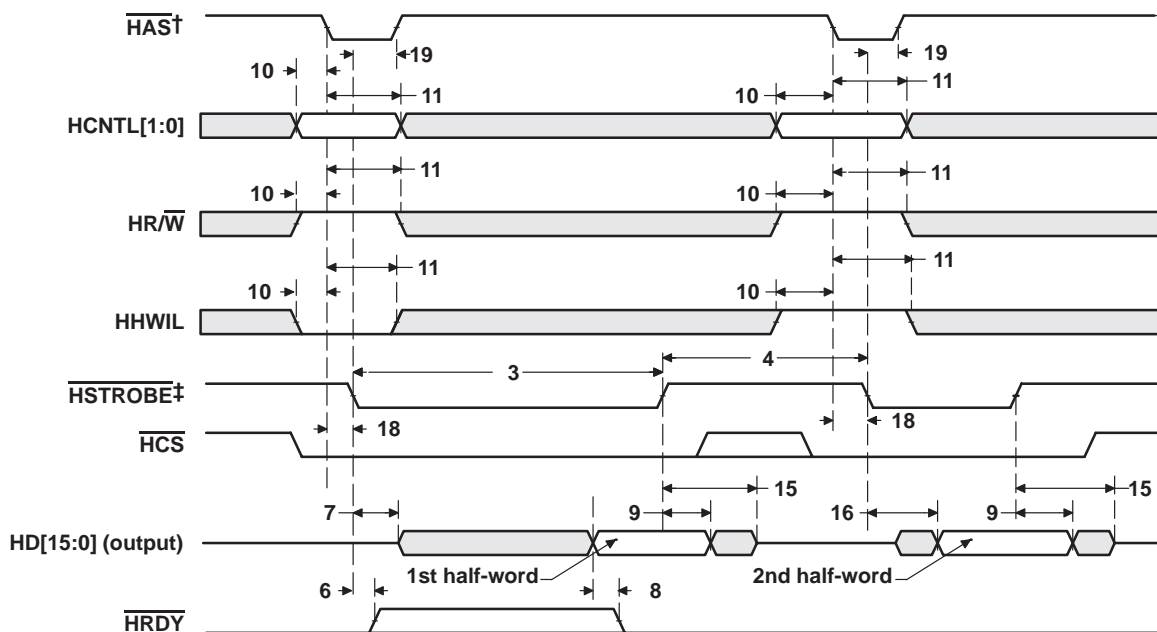 HAS†
19
19
10
11
10
11
HCNTL[1:0]
11
11
10
10
HR/W
11
11
10
10
HHWIL
3
4
HSTROBE‡
18
18
HCS
15
15
7
9
16
9
HD[15:0] (output)
1st half-word
2nd half-word
6
8
HRDY